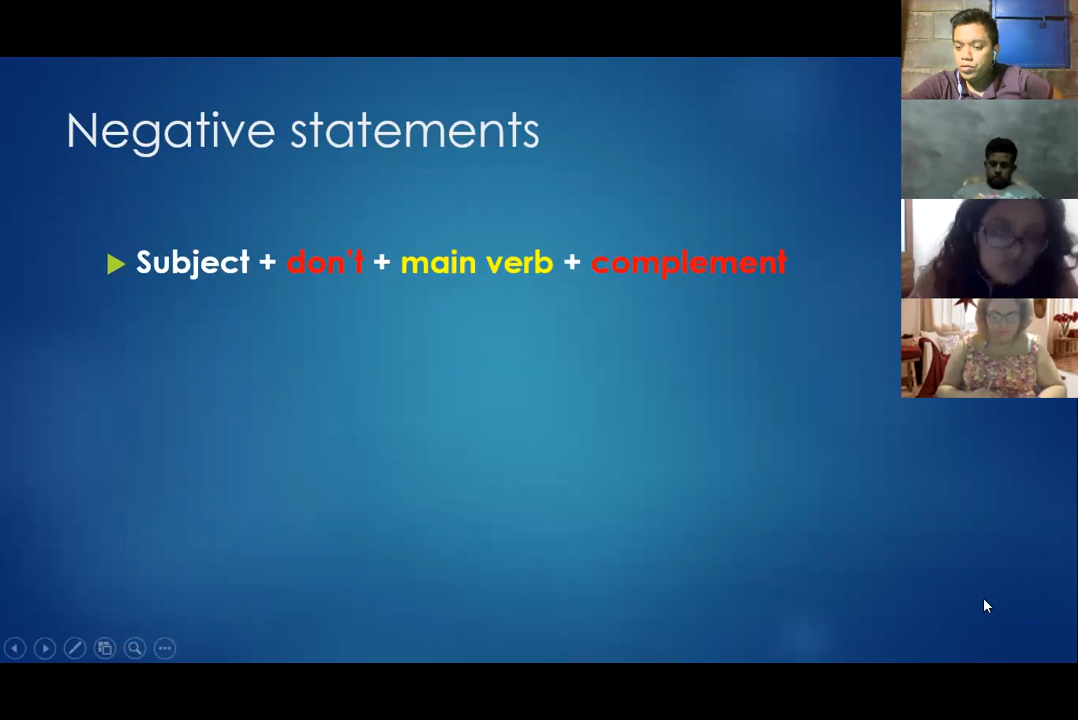 Negative statements
Subject + don't + main verb + complement